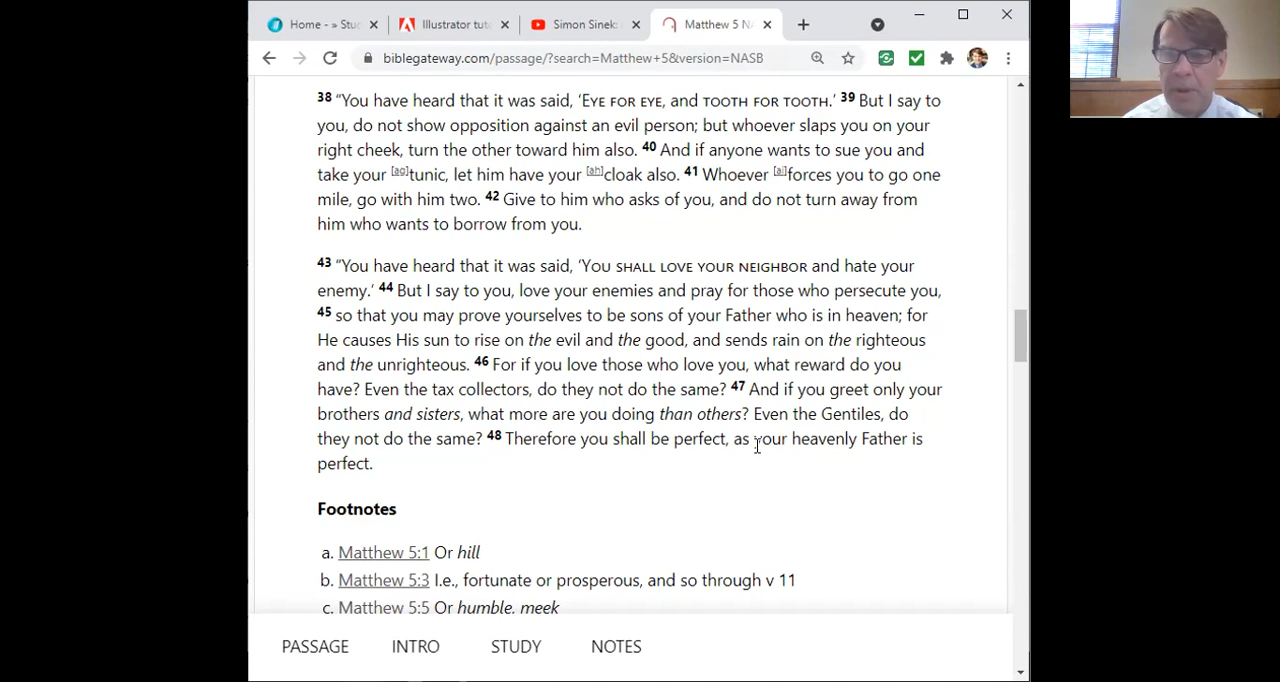 Home - » Stu
Illustrator tut
Simon Sinek:
Matthew 5 NA
biblegateway.com/passage/?search=Matthew+5&version=NASB
38 “You have heard that it was said, ‘EYE FOR EYE, and TOOTH FOR TOOTH.’ 39 But I say to
you, do not show opposition against an evil person; but whoever slaps you on your
right cheek, turn the other toward him also. 40 And if anyone wants to sue you and
take your [ag]tunic, let him have your [ah]cloak also. 41 Whoever [ai]forces you to go one
mile, go with him two. 42 Give to him who asks of you, and do not turn away from
him who wants to borrow from you.
43 “You have heard that it was said, ‘YOU SHALL LOVE YOUR NEIGHBOR and hate your
enemy.’ 44 But I say to you, love your enemies and pray for those who persecute you,
45 so that you may prove yourselves to be sons of your Father who is in heaven; for
He causes His sun to rise on the evil and the good, and sends rain on the righteous
and the unrighteous. 46 For if you love those who love you, what reward do you
have? Even the tax collectors, do they not do the same? 47 And if you greet only your
brothers and sisters, what more are you doing than others? Even the Gentiles, do
they not do the same? 48 Therefore you shall be perfect, as your heavenly Father is
perfect.
Footnotes
a. Matthew 5:1 Or hill
b. Matthew 5:3 I.e., fortunate or prosperous, and so through v 11
c. Matthew 5:5 Or humble, meek
PASSAGE INTRO STUDY NOTES